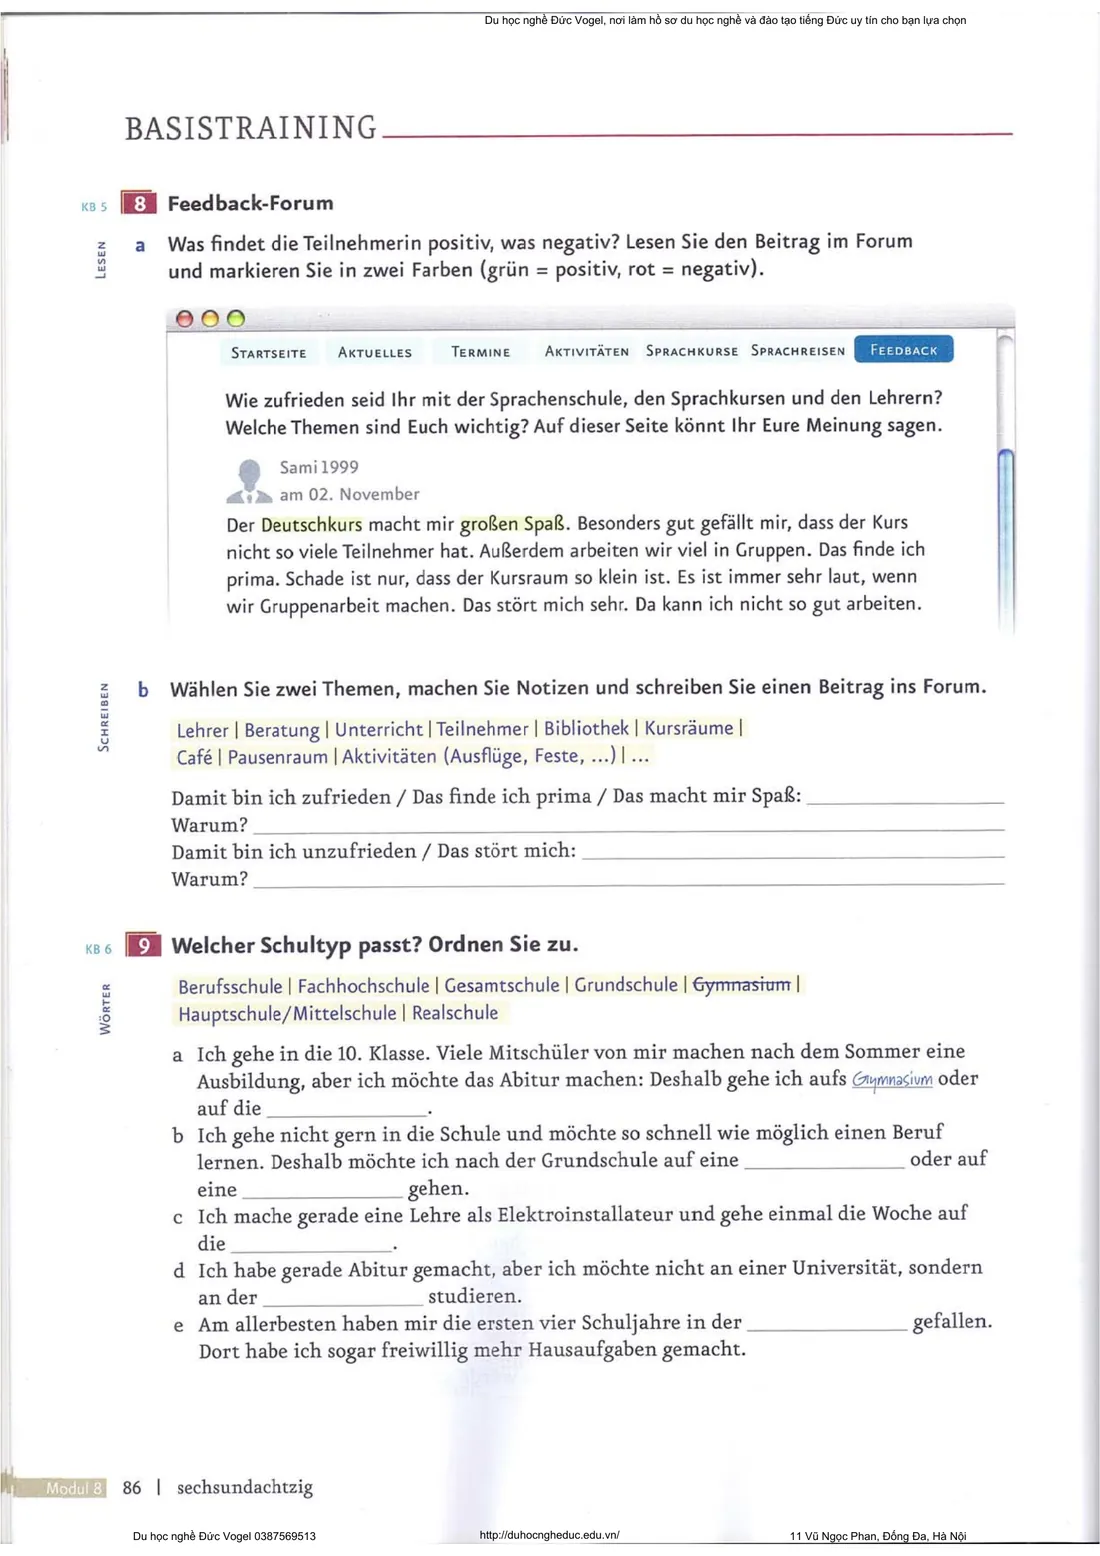 Du học nghề Đức Vogel, nơi làm hồ sơ du học nghề và đào tạo tiếng Đức uy tín cho bạn lựa chọn
BASISTRAINING
KB 5 8 Feedback-Forum
LESEN
a Was findet die Teilnehmerin positiv, was negativ? Lesen Sie den Beitrag im Forum
und markieren Sie in zwei Farben (grün = positiv, rot = negativ).
STARTSEITE AKTUELLES TERMINE AKTIVITÄTEN SPRACHKURSE SPRACHREISEN FEEDBACK
Wie zufrieden seid Ihr mit der Sprachenschule, den Sprachkursen und den Lehrern?
Welche Themen sind Euch wichtig? Auf dieser Seite könnt Ihr Eure Meinung sagen.
Sami1999
am 02. November
Der Deutschkurs macht mir großen Spaß. Besonders gut gefällt mir, dass der Kurs
nicht so viele Teilnehmer hat. Außerdem arbeiten wir viel in Gruppen. Das finde ich
prima. Schade ist nur, dass der Kursraum so klein ist. Es ist immer sehr laut, wenn
wir Gruppenarbeit machen. Das stört mich sehr. Da kann ich nicht so gut arbeiten.
SCHREIBEN
b Wählen Sie zwei Themen, machen Sie Notizen und schreiben Sie einen Beitrag ins Forum.
Lehrer | Beratung | Unterricht | Teilnehmer | Bibliothek | Kursräume |
Café | Pausenraum | Aktivitäten (Ausflüge, Feste, ...) | ...
Damit bin ich zufrieden / Das finde ich prima / Das macht mir Spaß: ____________
Warum? ____________
Damit bin ich unzufrieden / Das stört mich: ____________
Warum? ____________
KB 6 9 Welcher Schultyp passt? Ordnen Sie zu.
WÖRTER
Berufsschule | Fachhochschule | Gesamtschule | Grundschule | Gymnasium |
Hauptschule/Mittelschule | Realschule
a Ich gehe in die 10. Klasse. Viele Mitschüler von mir machen nach dem Sommer eine
Ausbildung, aber ich möchte das Abitur machen: Deshalb gehe ich aufs Gymnasium oder
auf die ____________.
b Ich gehe nicht gern in die Schule und möchte so schnell wie möglich einen Beruf
lernen. Deshalb möchte ich nach der Grundschule auf eine ____________ oder auf
eine ____________ gehen.
c Ich mache gerade eine Lehre als Elektroinstallateur und gehe einmal die Woche auf
die ____________.
d Ich habe gerade Abitur gemacht, aber ich möchte nicht an einer Universität, sondern
an der ____________ studieren.
e Am allerbesten haben mir die ersten vier Schuljahre in der ____________ gefallen.
Dort habe ich sogar freiwillig mehr Hausaufgaben gemacht.
Modul 8 86 | sechsundachtzig
Du học nghề Đức Vogel 0387569513 http://duhocngheduc.edu.vn/ 11 Vũ Ngọc Phan, Đống Đa, Hà Nội